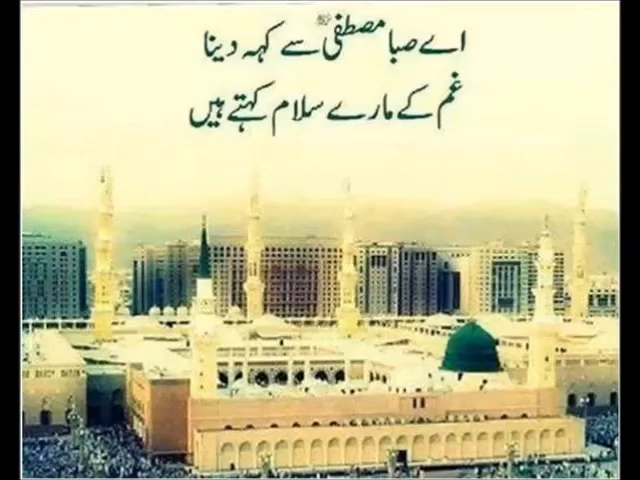 اے صبا مصطفیٰ ﷺ سے کہہ دینا
غم کے مارے سلام کہتے ہیں